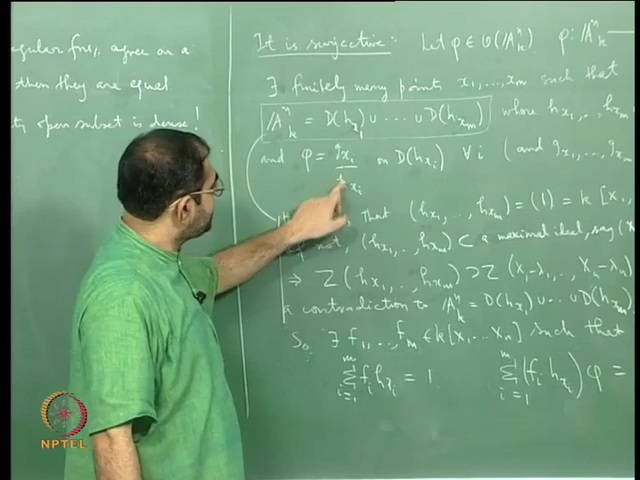 regular fns, agree on a
then they are equal
open subset is dense!
It is surjective: Let φ ∈ O(A^n_k). φ: A^n_k —
∃ finitely many points x_1,...,x_m such that
A^n_k = D(h_{x_1}) ∪ ··· ∪ D(h_{x_m}) where h_{x_1},..., h_{x_m}
and φ = g_{x_i} / h_{x_i} on D(h_{x_i}) ∀ i (and g_{x_1},..., g_{x_m}
that (h_{x_1},.., h_{x_m}) = (1) = k[X_1,
If not, (h_{x_1},.., h_{x_m}) ⊂ a maximal ideal, say (X
⇒ Z(h_{x_1},.., h_{x_m}) ⊃ Z(X_1-λ_1,.., X_n-λ_n
a contradiction to A^n_k = D(h_{x_1}) ∪ ·· ∪ D(h_{x_m})
So ∃ f_1,..., f_m ∈ k[X_1 ... X_n] such that
∑_{i=1}^{m} f_i h_{x_i} = 1 ∑_{i=1}^{m} (f_i h_{x_i}) φ =
NPTEL